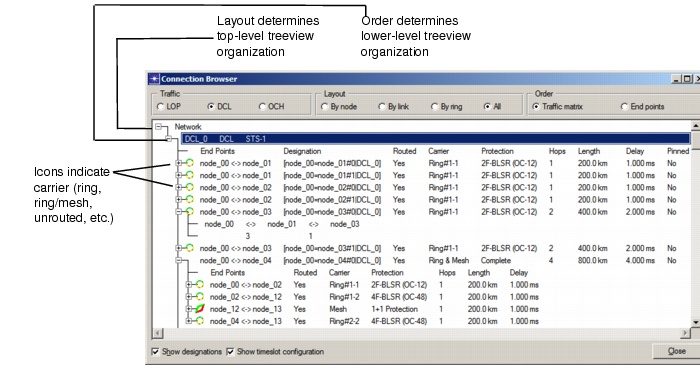 Layout determines
top-level treeview
organization
Order determines
lower-level treeview
organization
Icons indicate
carrier (ring,
ring/mesh,
unrouted, etc.)
Connection Browser
Traffic
LOP DCL OCH
Layout
By node By link By ring All
Order
Traffic matrix End points
Network
DCL_0 DCL STS-1
End Points Designation Routed Carrier Protection Hops Length Delay Pinned
node_00 <-> node_01 [node_00=node_01#0|DCL_0] Yes Ring#1-1 2F-BLSR (OC-12) 1 200.0 km 1.000 ms No
node_00 <-> node_01 [node_00=node_01#1|DCL_0] Yes Ring#1-1 2F-BLSR (OC-12) 1 200.0 km 1.000 ms No
node_00 <-> node_02 [node_00=node_02#0|DCL_0] Yes Ring#1-1 2F-BLSR (OC-12) 1 200.0 km 1.000 ms No
node_00 <-> node_02 [node_00=node_02#1|DCL_0] Yes Ring#1-1 2F-BLSR (OC-12) 1 200.0 km 1.000 ms No
node_00 <-> node_03 [node_00=node_03#0|DCL_0] Yes Ring#1-1 2F-BLSR (OC-12) 2 400.0 km 2.000 ms No
node_00 <-> node_01 <-> node_03
3 1
node_00 <-> node_03 [node_00=node_03#1|DCL_0] Yes Ring#1-1 2F-BLSR (OC-12) 2 400.0 km 2.000 ms No
node_00 <-> node_04 [node_00=node_04#0|DCL_0] Yes Ring & Mesh Complete 4 800.0 km 4.000 ms No
End Points Routed Carrier Protection Hops Length Delay
node_00 <-> node_02 Yes Ring#1-1 2F-BLSR (OC-12) 1 200.0 km 1.000 ms
node_02 <-> node_12 Yes Ring#1-2 4F-BLSR (OC-48) 1 200.0 km 1.000 ms
node_12 <-> node_13 Yes Mesh 1+1 Protection 1 200.0 km 1.000 ms
node_04 <-> node_13 Yes Ring#2-2 4F-BLSR (OC-48) 1 200.0 km 1.000 ms
Show designations Show timeslot configuration Close